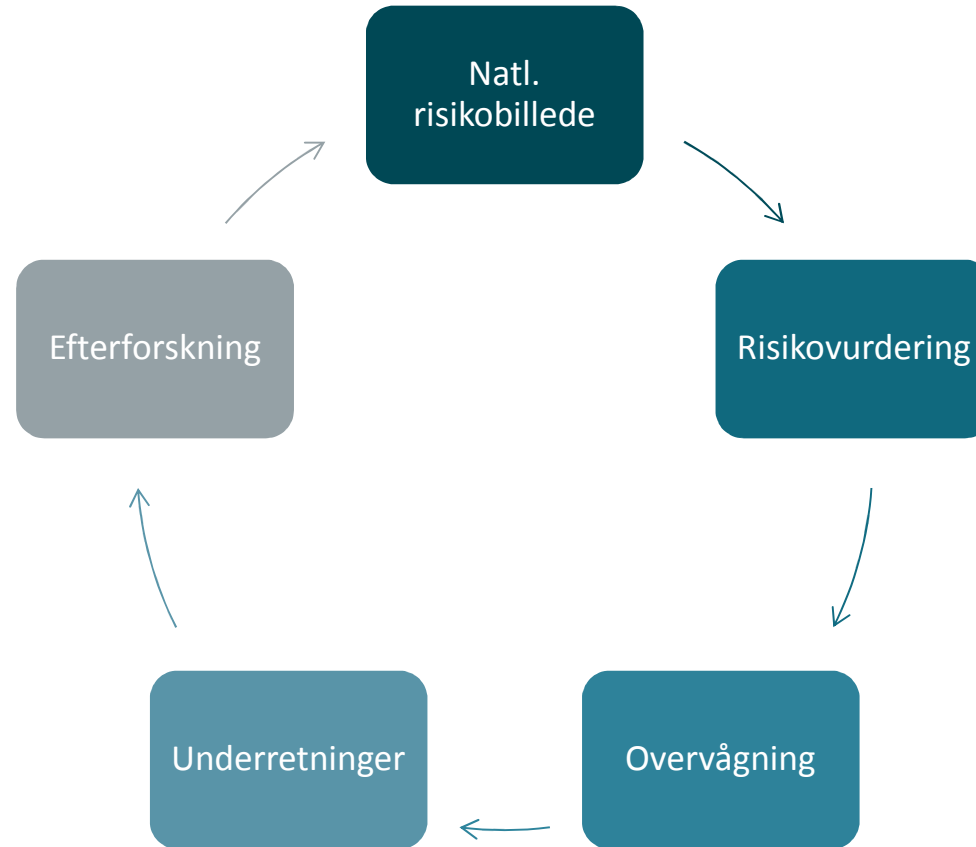 Natl.
risikobillede
Risikovurdering
Overvågning
Underretninger
Efterforskning